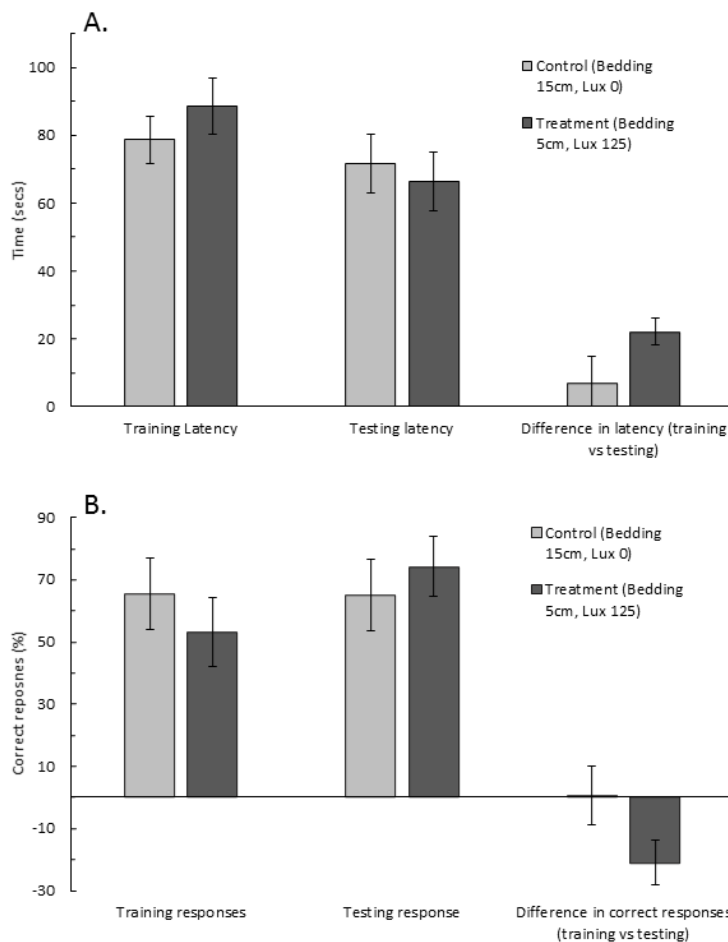 A.
Control (Bedding
15cm, Lux 0)
Treatment (Bedding
5cm, Lux 125)
Time (secs)
100
80
60
40
20
0
Training Latency
Testing latency
Difference in latency (training
vs testing)
B.
Control (Bedding
15cm, Lux 0)
Treatment (Bedding
5cm, Lux 125)
Correct reposnes (%)
90
70
50
30
10
-10
-30
Training responses
Testing response
Difference in correct responses
(training vs testing)